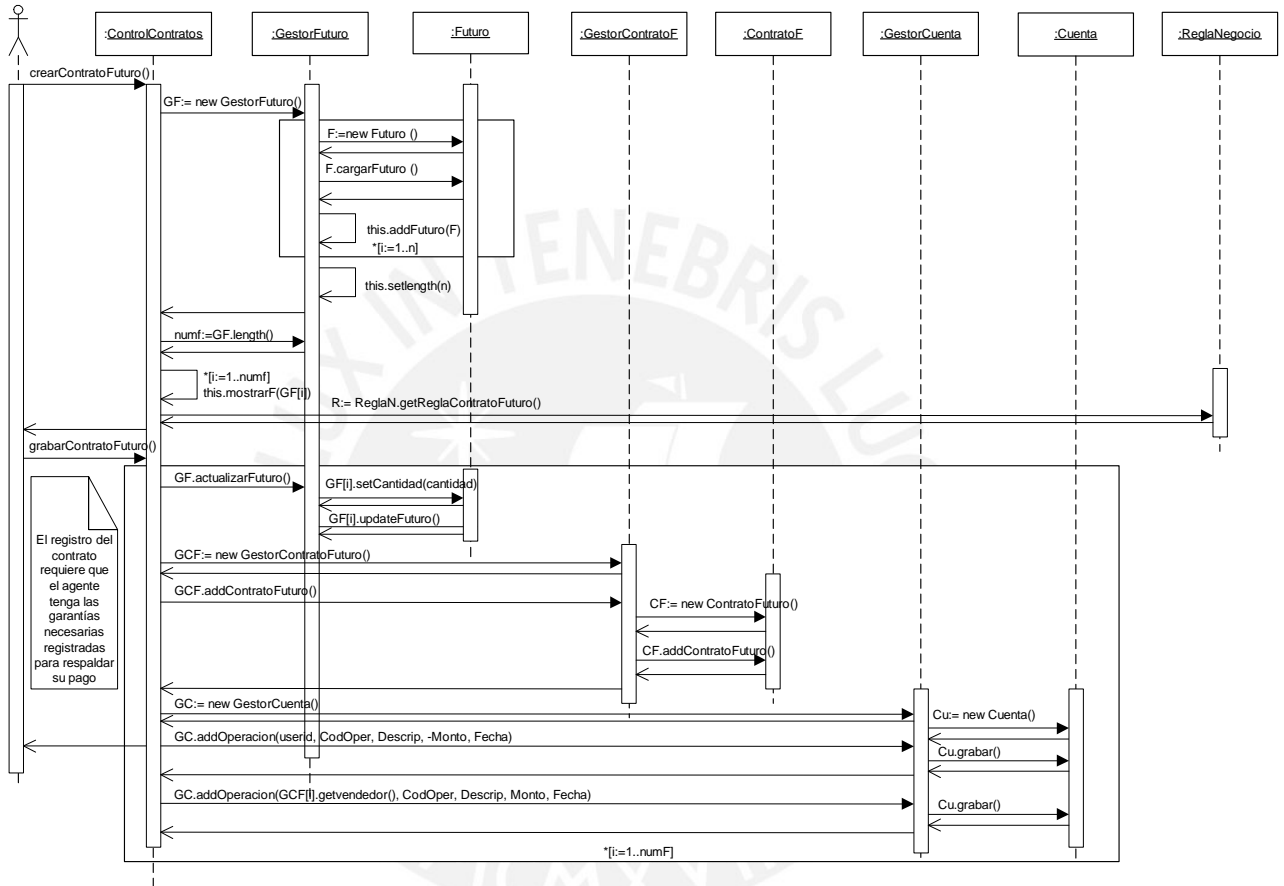 :ControlContratos
:GestorFuturo
:Futuro
:GestorContratoF
:ContratoF
:GestorCuenta
:Cuenta
:ReglaNegocio
crearContratoFuturo()
GF:= new GestorFuturo()
F:=new Futuro ()
F.cargarFuturo ()
this.addFuturo(F)
*[i:=1..n]
this.setlength(n)
numf:=GF.length()
*[i:=1..numf]
this.mostrarF(GF[i])
R:= ReglaN.getReglaContratoFuturo()
grabarContratoFuturo()
GF.actualizarFuturo()
GF[i].setCantidad(cantidad)
GF[i].updateFuturo()
El registro del
contrato
requiere que
el agente
tenga las
garantías
necesarias
registradas
para respaldar
su pago
GCF:= new GestorContratoFuturo()
GCF.addContratoFuturo()
CF:= new ContratoFuturo()
CF.addContratoFuturo()
GC:= new GestorCuenta()
Cu:= new Cuenta()
GC.addOperacion(userid, CodOper, Descrip, -Monto, Fecha)
Cu.grabar()
GC.addOperacion(GCF[i].getvendedor(), CodOper, Descrip, Monto, Fecha)
Cu.grabar()
*[i:=1..numF]
LUX IN TENEBRIS LUC